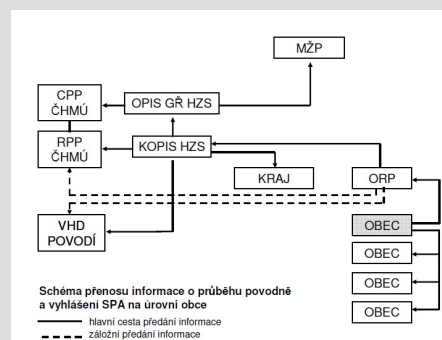 MŽP
CPP
ČHMÚ
OPIS GŘ HZS
RPP
ČHMÚ
KOPIS HZS
KRAJ
ORP
VHD
POVODÍ
OBEC
OBEC
OBEC
OBEC
Schéma přenosu informace o průběhu povodně
a vyhlášení SPA na úrovni obce
hlavní cesta předání informace
záložní předání informace